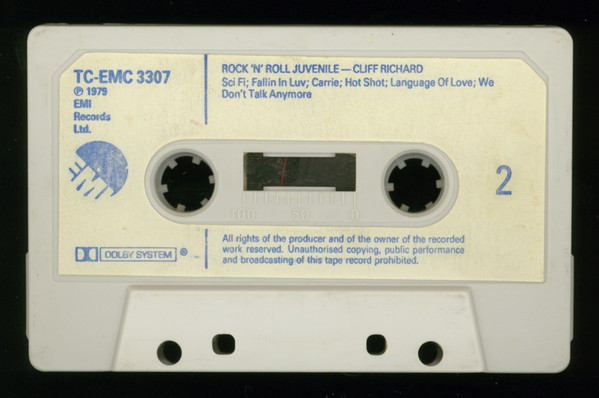 TC-EMC 3307
℗ 1979
EMI
Records
Ltd.
EMI
DOLBY SYSTEM ®
ROCK 'N' ROLL JUVENILE — CLIFF RICHARD
Sci Fi; Fallin In Luv; Carrie; Hot Shot; Language Of Love; We
Don't Talk Anymore
100 50 0
2
All rights of the producer and of the owner of the recorded
work reserved. Unauthorised copying, public performance
and broadcasting of this tape record prohibited.